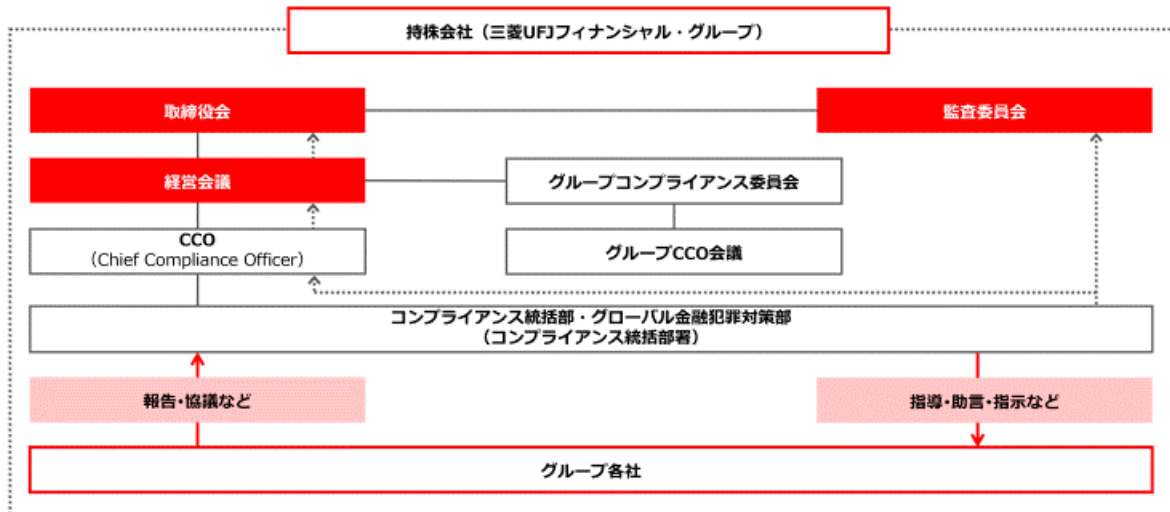 持株会社（三菱UFJフィナンシャル・グループ）
取締役会
監査委員会
経営会議
グループコンプライアンス委員会
CCO
（Chief Compliance Officer）
グループCCO会議
コンプライアンス統括部・グローバル金融犯罪対策部
（コンプライアンス統括部署）
報告・協議など
指導・助言・指示など
グループ各社